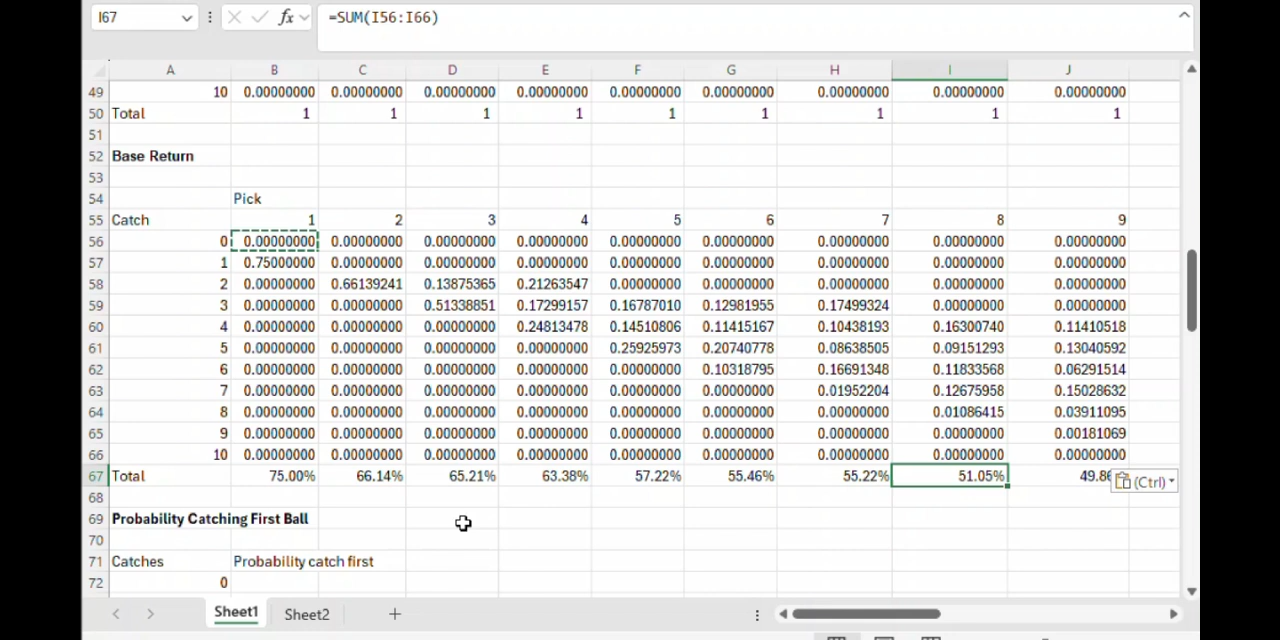 I67 fx =SUM(I56:I66)
A B C D E F G H I J
49 10 0.00000000 0.00000000 0.00000000 0.00000000 0.00000000 0.00000000 0.00000000 0.00000000 0.00000000
50 Total 1 1 1 1 1 1 1 1 1
51
52 Base Return
53
54 Pick
55 Catch 1 2 3 4 5 6 7 8 9
56 0 0.00000000 0.00000000 0.00000000 0.00000000 0.00000000 0.00000000 0.00000000 0.00000000 0.00000000
57 1 0.75000000 0.00000000 0.00000000 0.00000000 0.00000000 0.00000000 0.00000000 0.00000000 0.00000000
58 2 0.00000000 0.66139241 0.13875365 0.21263547 0.00000000 0.00000000 0.00000000 0.00000000 0.00000000
59 3 0.00000000 0.00000000 0.51338851 0.17299157 0.16787010 0.12981955 0.17499324 0.00000000 0.00000000
60 4 0.00000000 0.00000000 0.00000000 0.24813478 0.14510806 0.11415167 0.10438193 0.16300740 0.11410518
61 5 0.00000000 0.00000000 0.00000000 0.00000000 0.25925973 0.20740778 0.08638505 0.09151293 0.13040592
62 6 0.00000000 0.00000000 0.00000000 0.00000000 0.00000000 0.10318795 0.16691348 0.11833568 0.06291514
63 7 0.00000000 0.00000000 0.00000000 0.00000000 0.00000000 0.00000000 0.01952204 0.12675958 0.15028632
64 8 0.00000000 0.00000000 0.00000000 0.00000000 0.00000000 0.00000000 0.00000000 0.01086415 0.03911095
65 9 0.00000000 0.00000000 0.00000000 0.00000000 0.00000000 0.00000000 0.00000000 0.00000000 0.00181069
66 10 0.00000000 0.00000000 0.00000000 0.00000000 0.00000000 0.00000000 0.00000000 0.00000000 0.00000000
67 Total 75.00% 66.14% 65.21% 63.38% 57.22% 55.46% 55.22% 51.05% (Ctrl)
68
69 Probability Catching First Ball
70
71 Catches Probability catch first
72 0
Sheet1 Sheet2